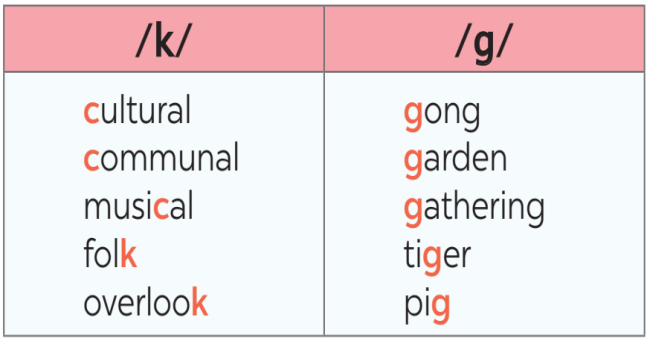 /k/ /g/
cultural gong
communal garden
musical gathering
folk tiger
overlook pig